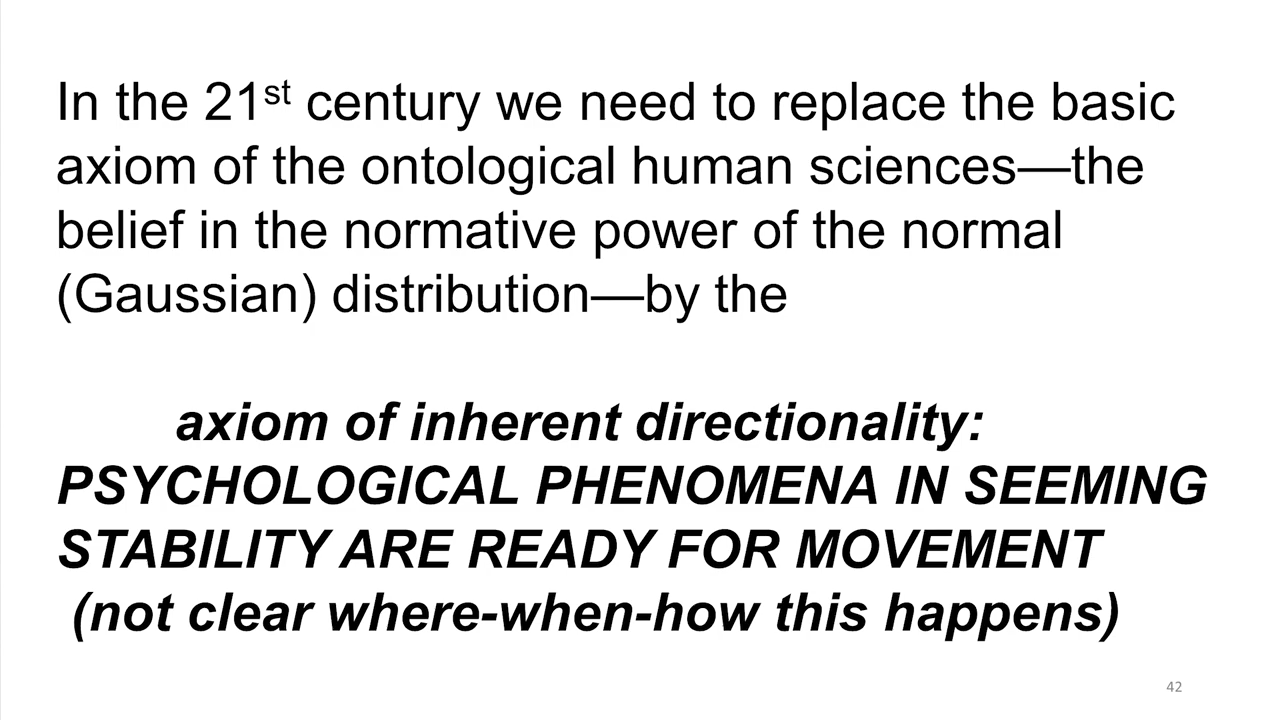 In the 21st century we need to replace the basic
axiom of the ontological human sciences—the
belief in the normative power of the normal
(Gaussian) distribution—by the
axiom of inherent directionality:
PSYCHOLOGICAL PHENOMENA IN SEEMING
STABILITY ARE READY FOR MOVEMENT
(not clear where-when-how this happens)
42